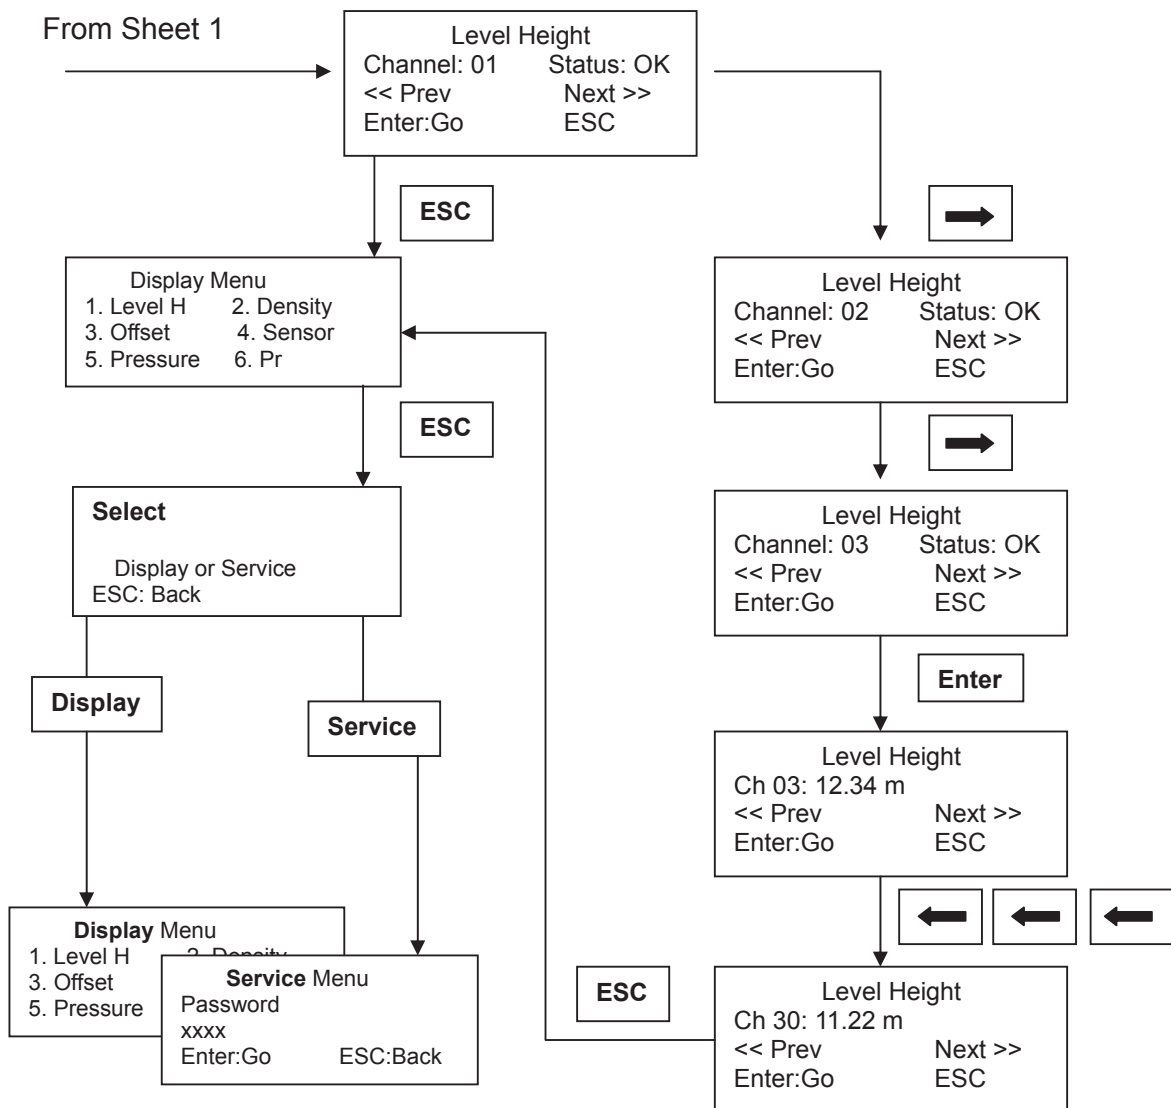 From Sheet 1
Level Height
Channel: 01 Status: OK
<< Prev Next >>
Enter:Go ESC
ESC
Display Menu
1. Level H 2. Density
3. Offset 4. Sensor
5. Pressure 6. Pr
ESC
Select
Display or Service
ESC: Back
Display
Service
Display Menu
1. Level H 2. Density
3. Offset
5. Pressure
Service Menu
Password
xxxx
Enter:Go ESC:Back
Level Height
Channel: 02 Status: OK
<< Prev Next >>
Enter:Go ESC
Level Height
Channel: 03 Status: OK
<< Prev Next >>
Enter:Go ESC
Enter
Level Height
Ch 03: 12.34 m
<< Prev Next >>
Enter:Go ESC
ESC
Level Height
Ch 30: 11.22 m
<< Prev Next >>
Enter:Go ESC